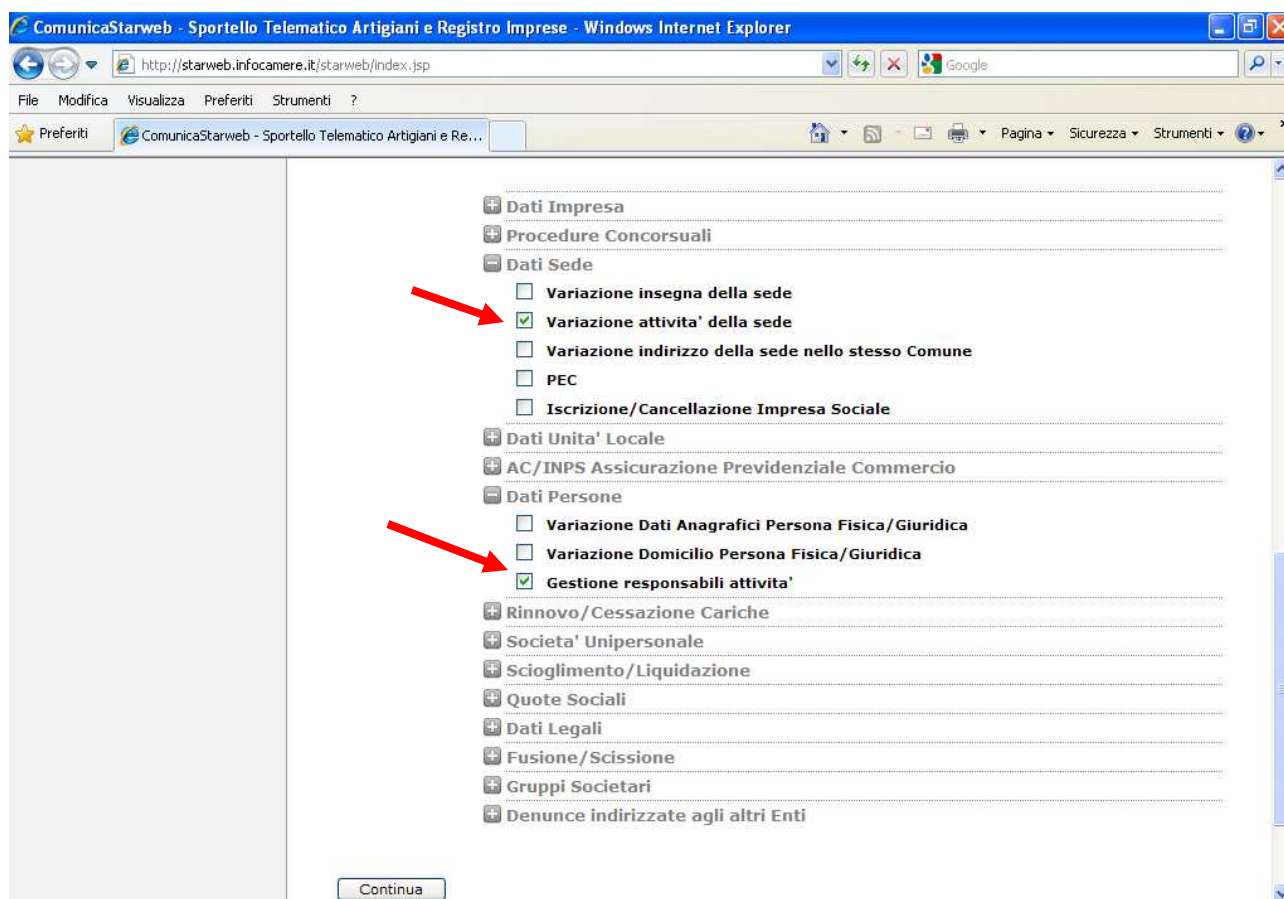 ComunicaStarweb - Sportello Telematico Artigiani e Registro Imprese - Windows Internet Explorer
http://starweb.infocamere.it/starweb/index.jsp
Google
File Modifica Visualizza Preferiti Strumenti ?
Preferiti ComunicaStarweb - Sportello Telematico Artigiani e Re... Pagina Sicurezza Strumenti
Dati Impresa
Procedure Concorsuali
Dati Sede
Variazione insegna della sede
Variazione attivita' della sede
Variazione indirizzo della sede nello stesso Comune
PEC
Iscrizione/Cancellazione Impresa Sociale
Dati Unita' Locale
AC/INPS Assicurazione Previdenziale Commercio
Dati Persone
Variazione Dati Anagrafici Persona Fisica/Giuridica
Variazione Domicilio Persona Fisica/Giuridica
Gestione responsabili attivita'
Rinnovo/Cessazione Cariche
Societa' Unipersonale
Scioglimento/Liquidazione
Quote Sociali
Dati Legali
Fusione/Scissione
Gruppi Societari
Denunce indirizzate agli altri Enti
Continua